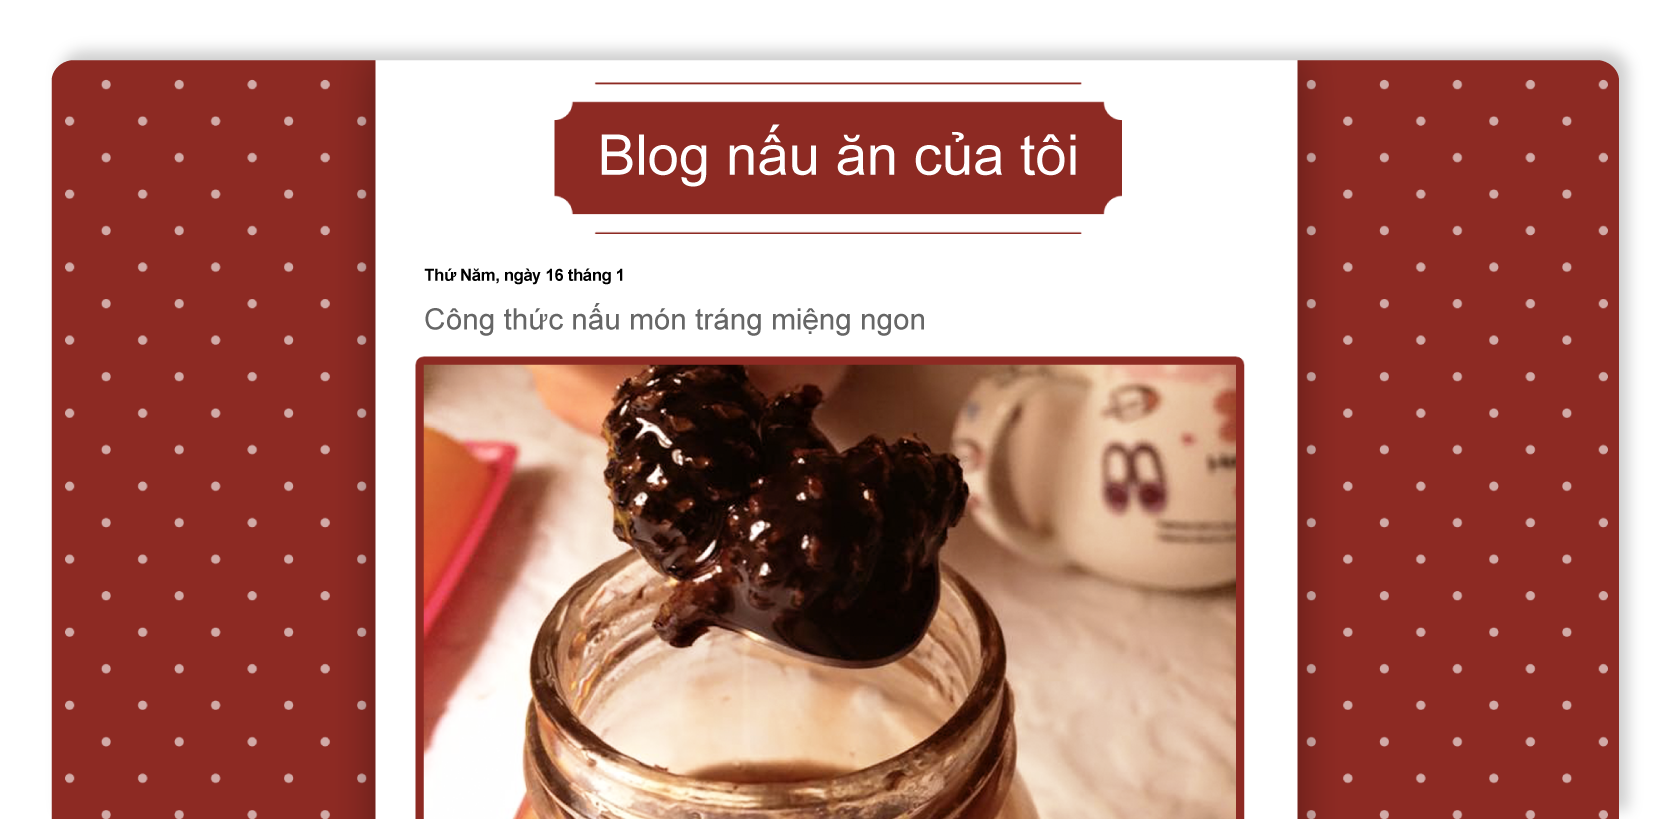 Blog nấu ăn của tôi
Thứ Năm, ngày 16 tháng 1
Công thức nấu món tráng miệng ngon